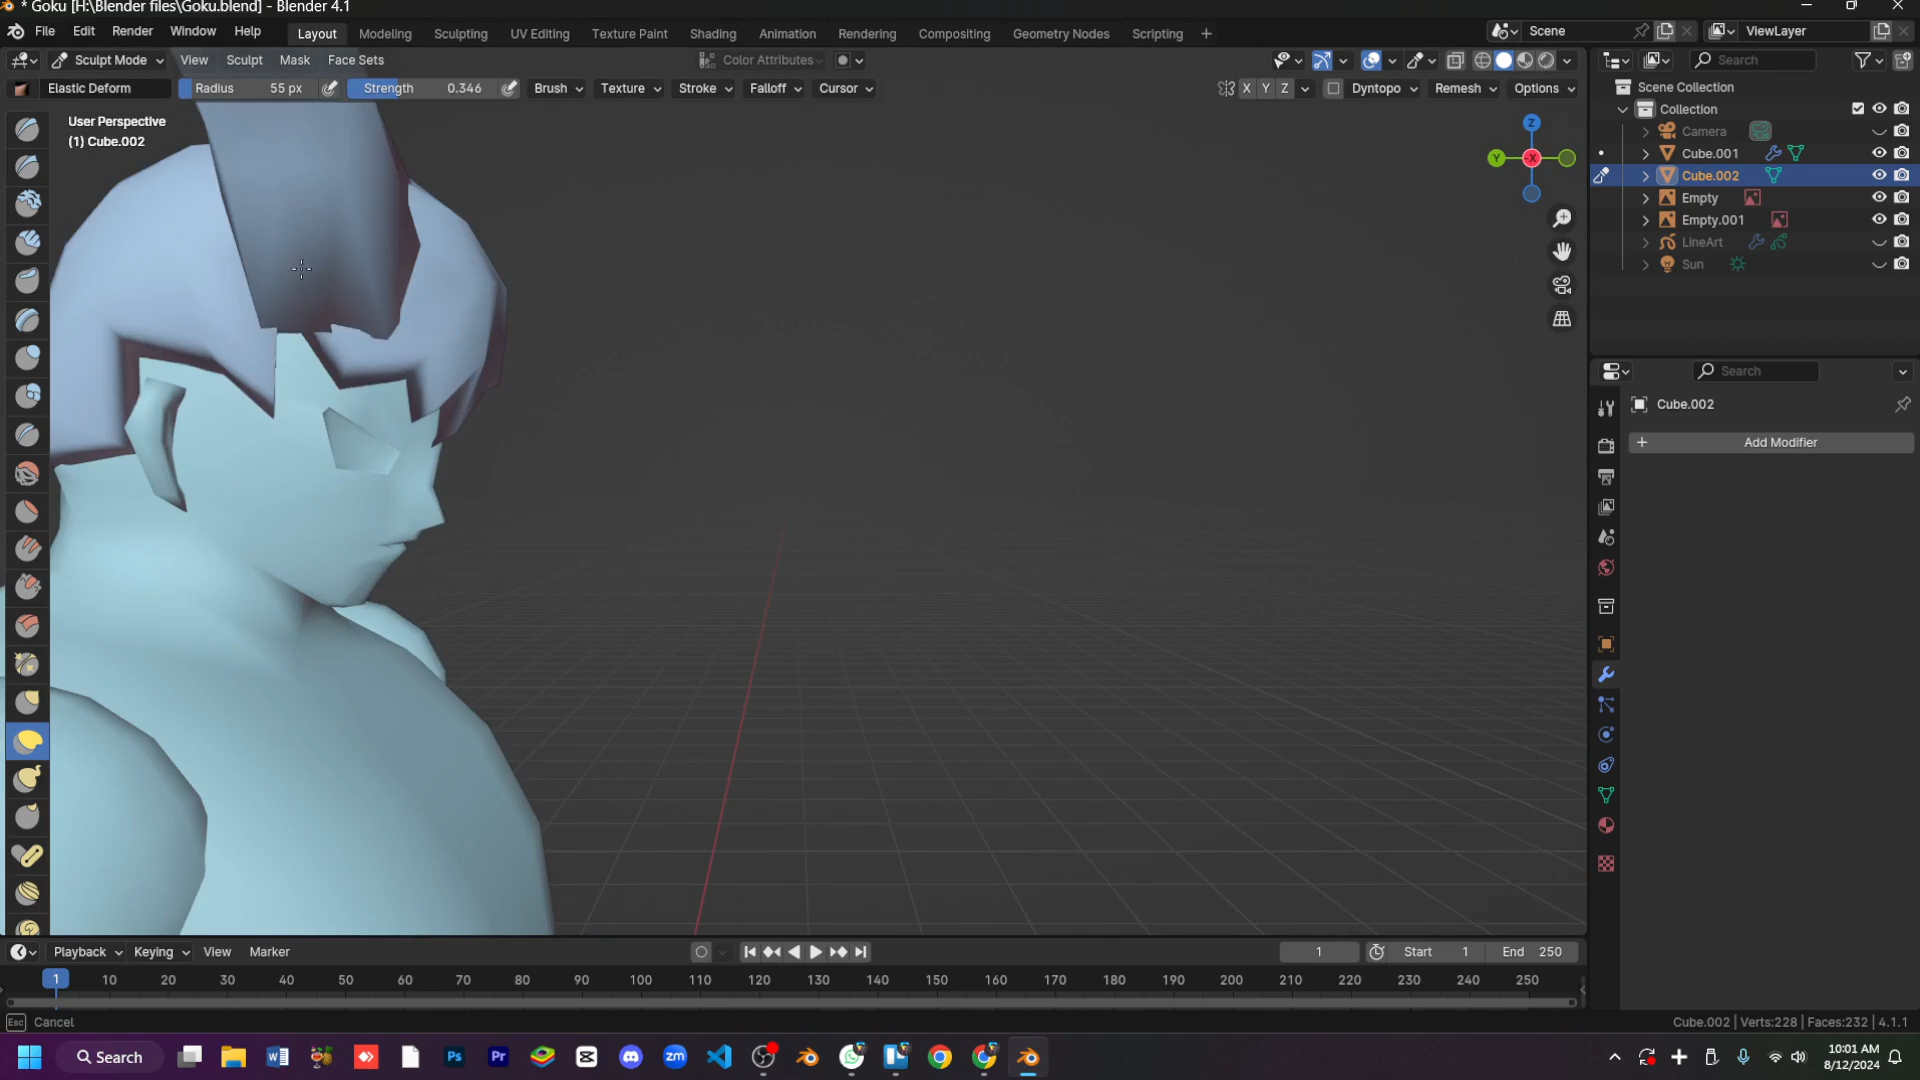 * Goku [H:\Blender files\Goku.blend] - Blender 4.1
File Edit Render Window Help Layout Modeling Sculpting UV Editing Texture Paint Shading Animation Rendering Compositing Geometry Nodes Scripting + Scene ViewLayer
Sculpt Mode View Sculpt Mask Face Sets Color Attributes Search
Elastic Deform Radius 55 px Strength 0.346 Brush Texture Stroke Falloff Cursor X Y Z Dyntopo Remesh Options
Scene Collection
Collection
User Perspective
(1) Cube.002
Z
Y
-X
Camera
Cube.001
Cube.002
Empty
Empty.001
LineArt
Sun
Search
Cube.002
+ Add Modifier
Playback Keying View Marker 1 Start 1 End 250
1 10 20 30 40 50 60 70 80 90 100 110 120 130 140 150 160 170 180 190 200 210 220 230 240 250
Esc Cancel Cube.002 | Verts:228 | Faces:232 | 4.1.1
Search 10:01 AM
8/12/2024